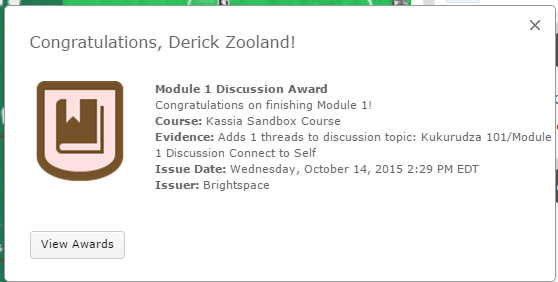 Congratulations, Derick Zooland!
Module 1 Discussion Award
Congratulations on finishing Module 1!
Course: Kassia Sandbox Course
Evidence: Adds 1 threads to discussion topic: Kukurudza 101/Module
1 Discussion Connect to Self
Issue Date: Wednesday, October 14, 2015 2:29 PM EDT
Issuer: Brightspace
View Awards